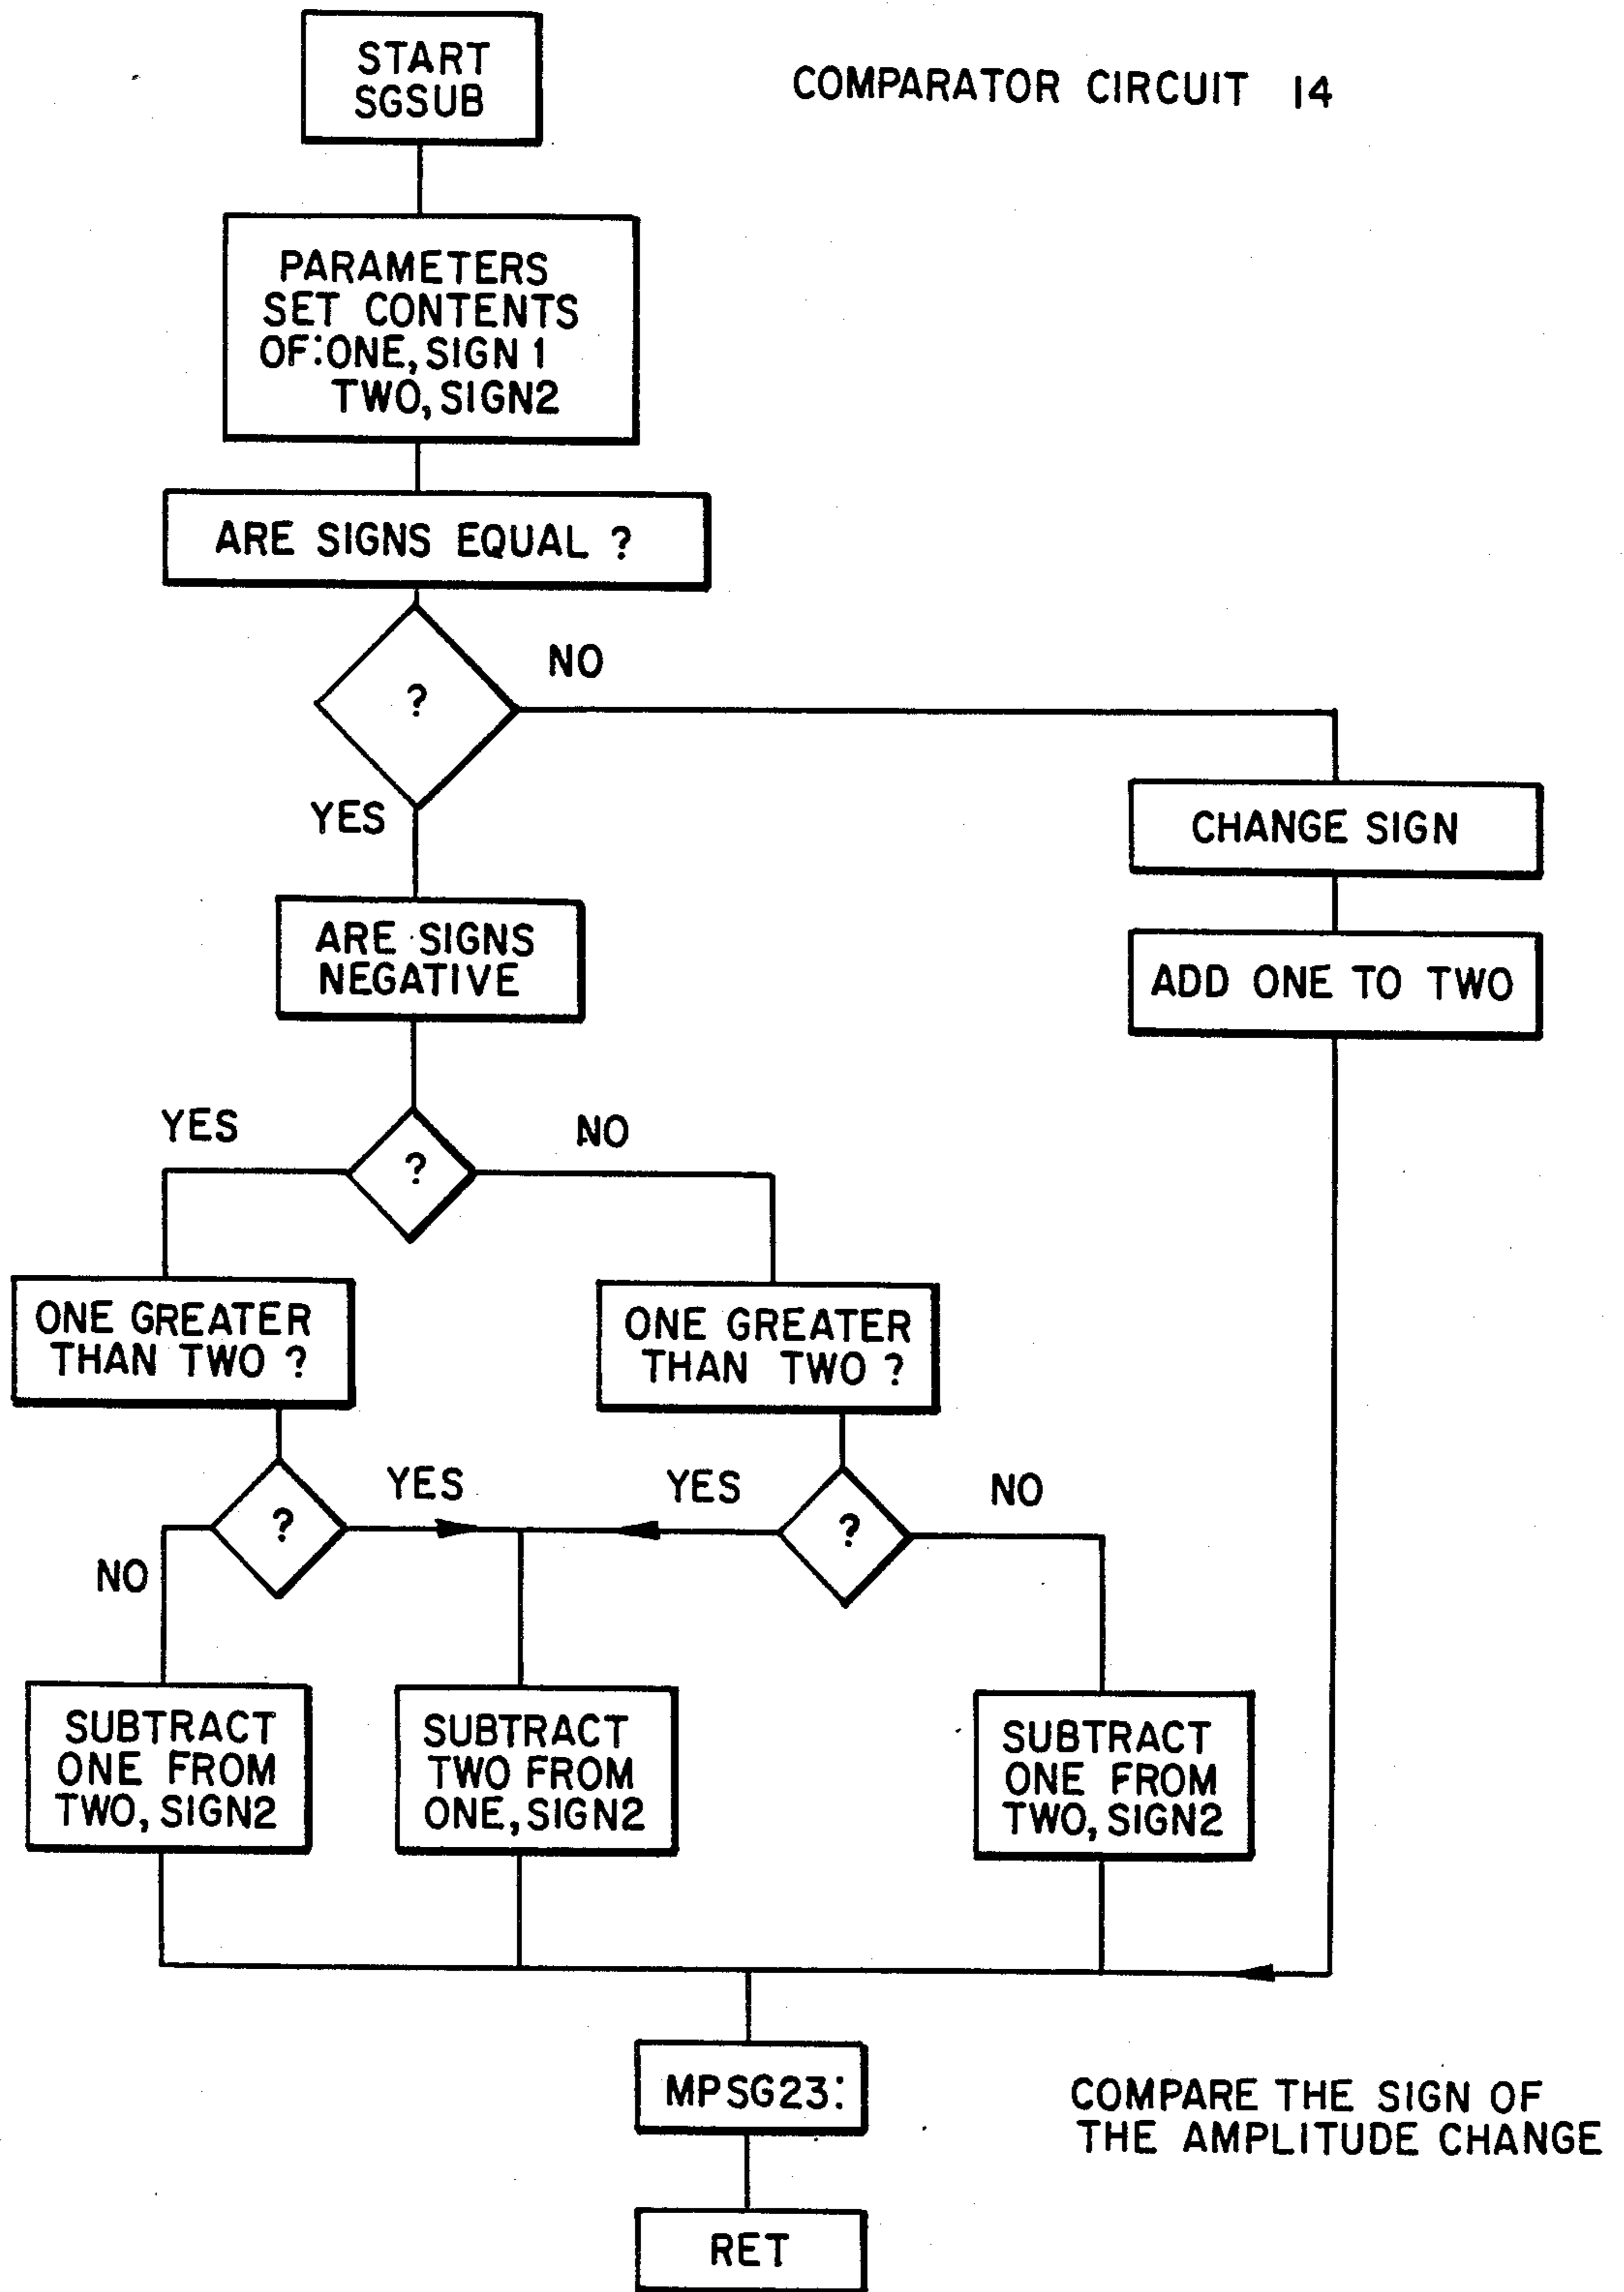 START
SGSUB
COMPARATOR CIRCUIT 14
PARAMETERS
SET CONTENTS
OF:ONE, SIGN 1
TWO, SIGN2
ARE SIGNS EQUAL ?
?
NO
YES
CHANGE SIGN
ADD ONE TO TWO
ARE SIGNS
NEGATIVE
YES
?
NO
ONE GREATER
THAN TWO ?
ONE GREATER
THAN TWO ?
?
YES
YES
?
NO
NO
SUBTRACT
ONE FROM
TWO, SIGN2
SUBTRACT
TWO FROM
ONE, SIGN2
SUBTRACT
ONE FROM
TWO, SIGN2
MPSG23:
COMPARE THE SIGN OF
THE AMPLITUDE CHANGE
RET